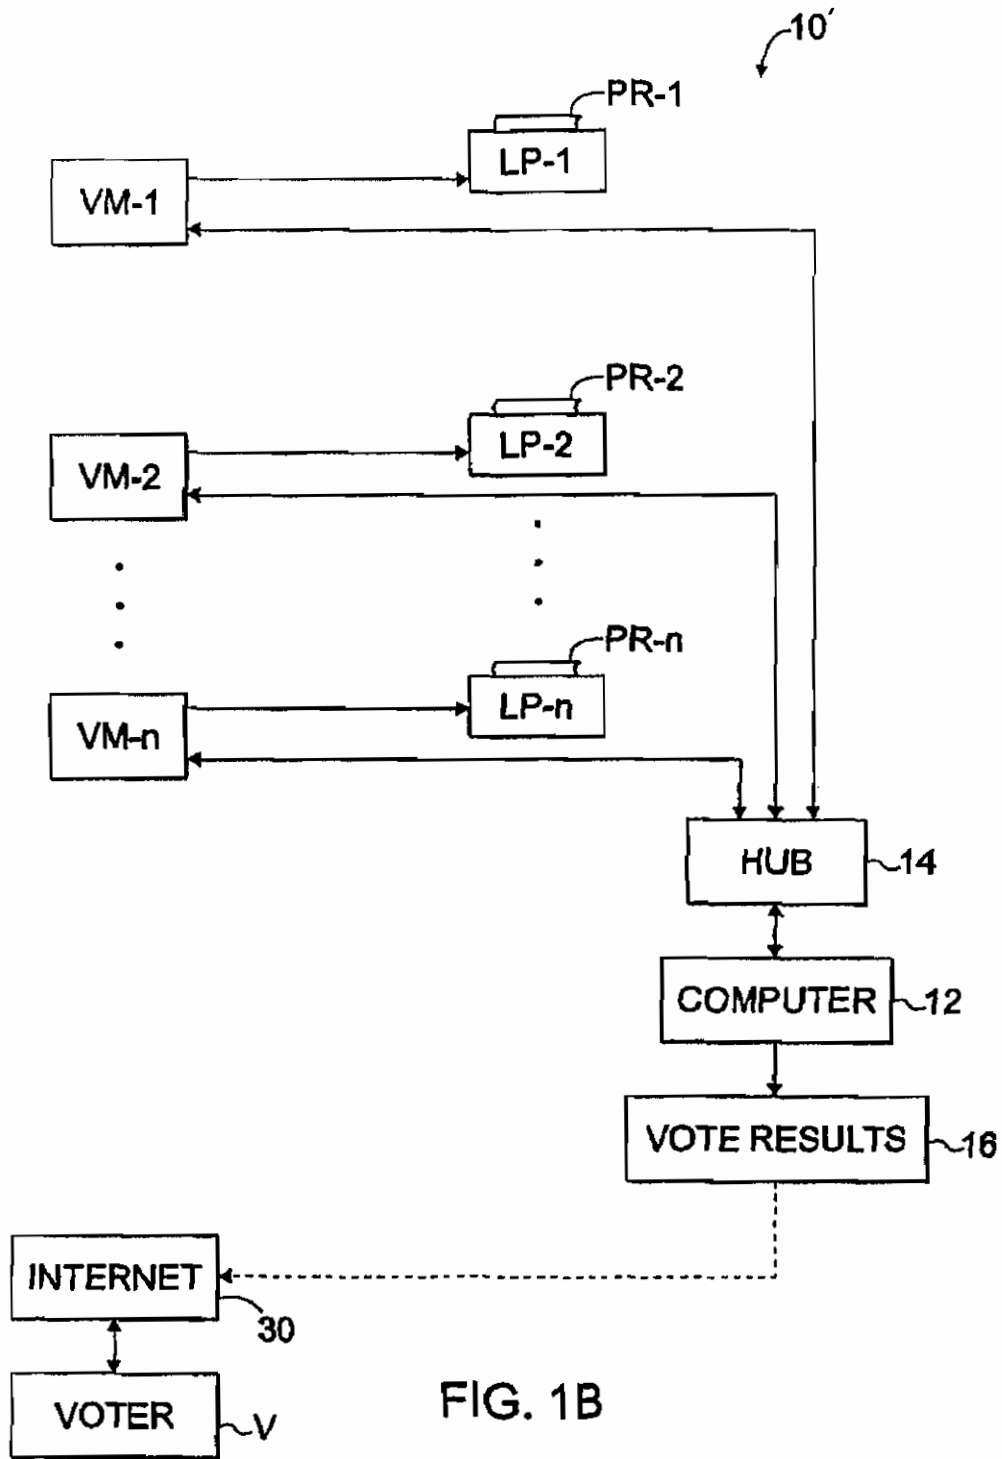 10′
PR-1
LP-1
VM-1
PR-2
LP-2
VM-2
PR-n
LP-n
VM-n
HUB 14
COMPUTER 12
VOTE RESULTS 16
INTERNET
30
VOTER V
FIG. 1B